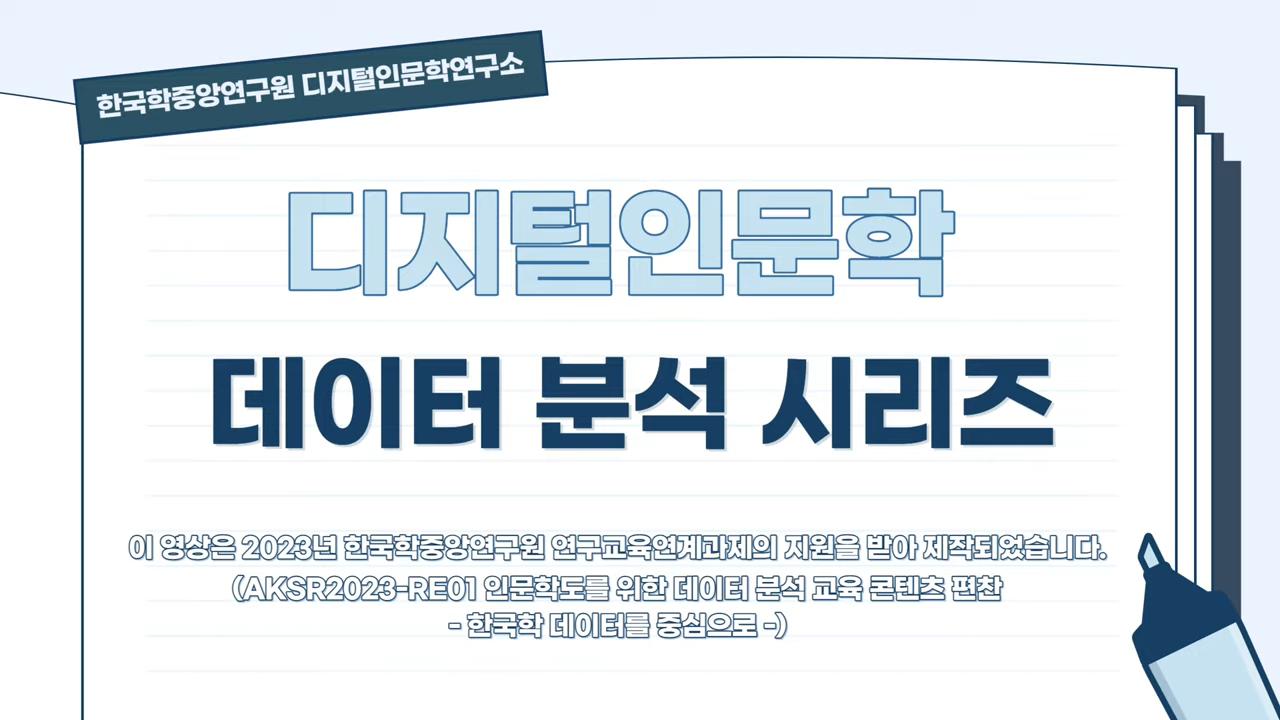 한국학중앙연구원 디지털인문학연구소
디지털인문학
데이터 분석 시리즈
이 영상은 2023년 한국학중앙연구원 연구교육연계과제의 지원을 받아 제작되었습니다.
(AKSR2023-RE01 인문학도를 위한 데이터 분석 교육 콘텐츠 편찬
- 한국학 데이터를 중심으로 -)